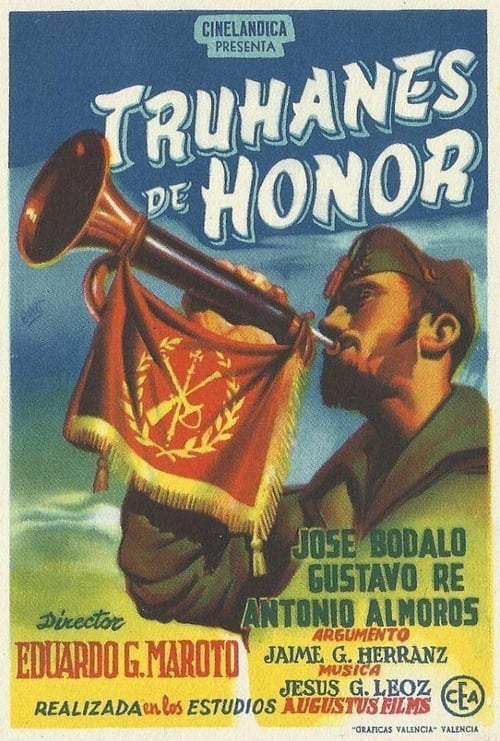 CINELANDICA
PRESENTA
TRUHANES
DE HONOR
JOSE BODALO
GUSTAVO RE
ANTONIO ALMOROS
Director
EDUARDO G. MAROTO
ARGUMENTO
JAIME G. HERRANZ
MUSICA
JESUS G. LEOZ
REALIZADA en los ESTUDIOS AUGUSTUS FILMS
CEA
"GRAFICAS VALENCIA" VALENCIA